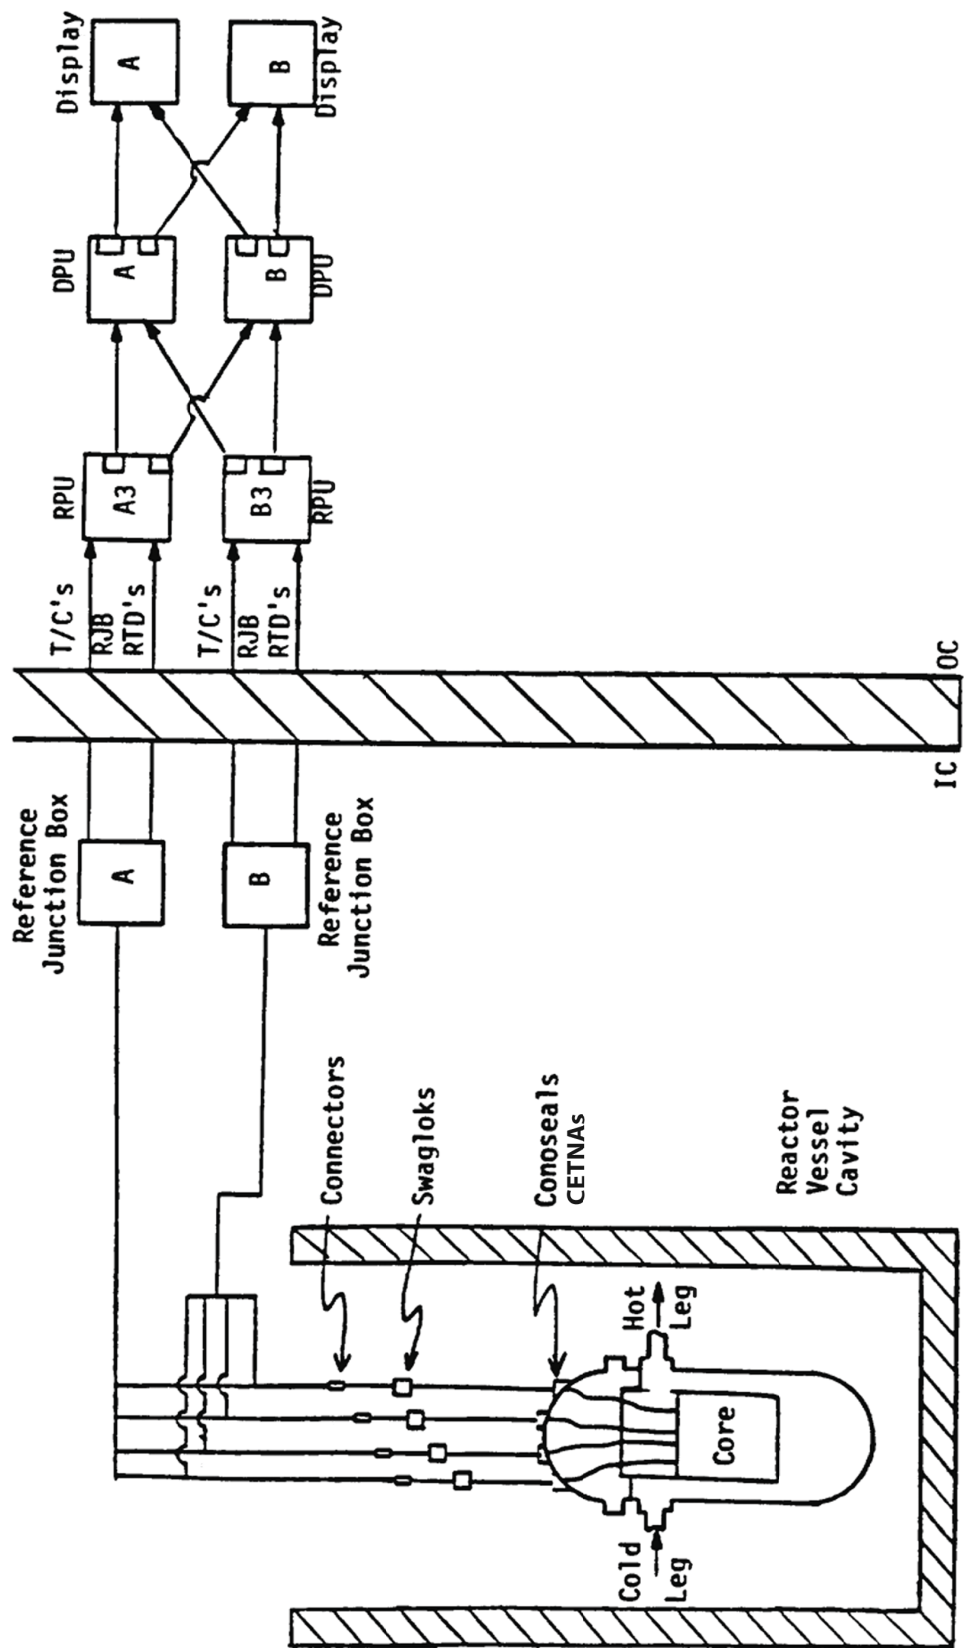 Display
A
B
Display
DPU
A
B
DPU
RPU
A3
B3
RPU
T/C's
RJB
RTD's
T/C's
RJB
RTD's
OC
IC
Reference
Junction Box
A
B
Reference
Junction Box
Connectors
Swagloks
Conoseals
CETNAs
Reactor
Vessel
Cavity
Hot
Leg
Core
Cold
Leg